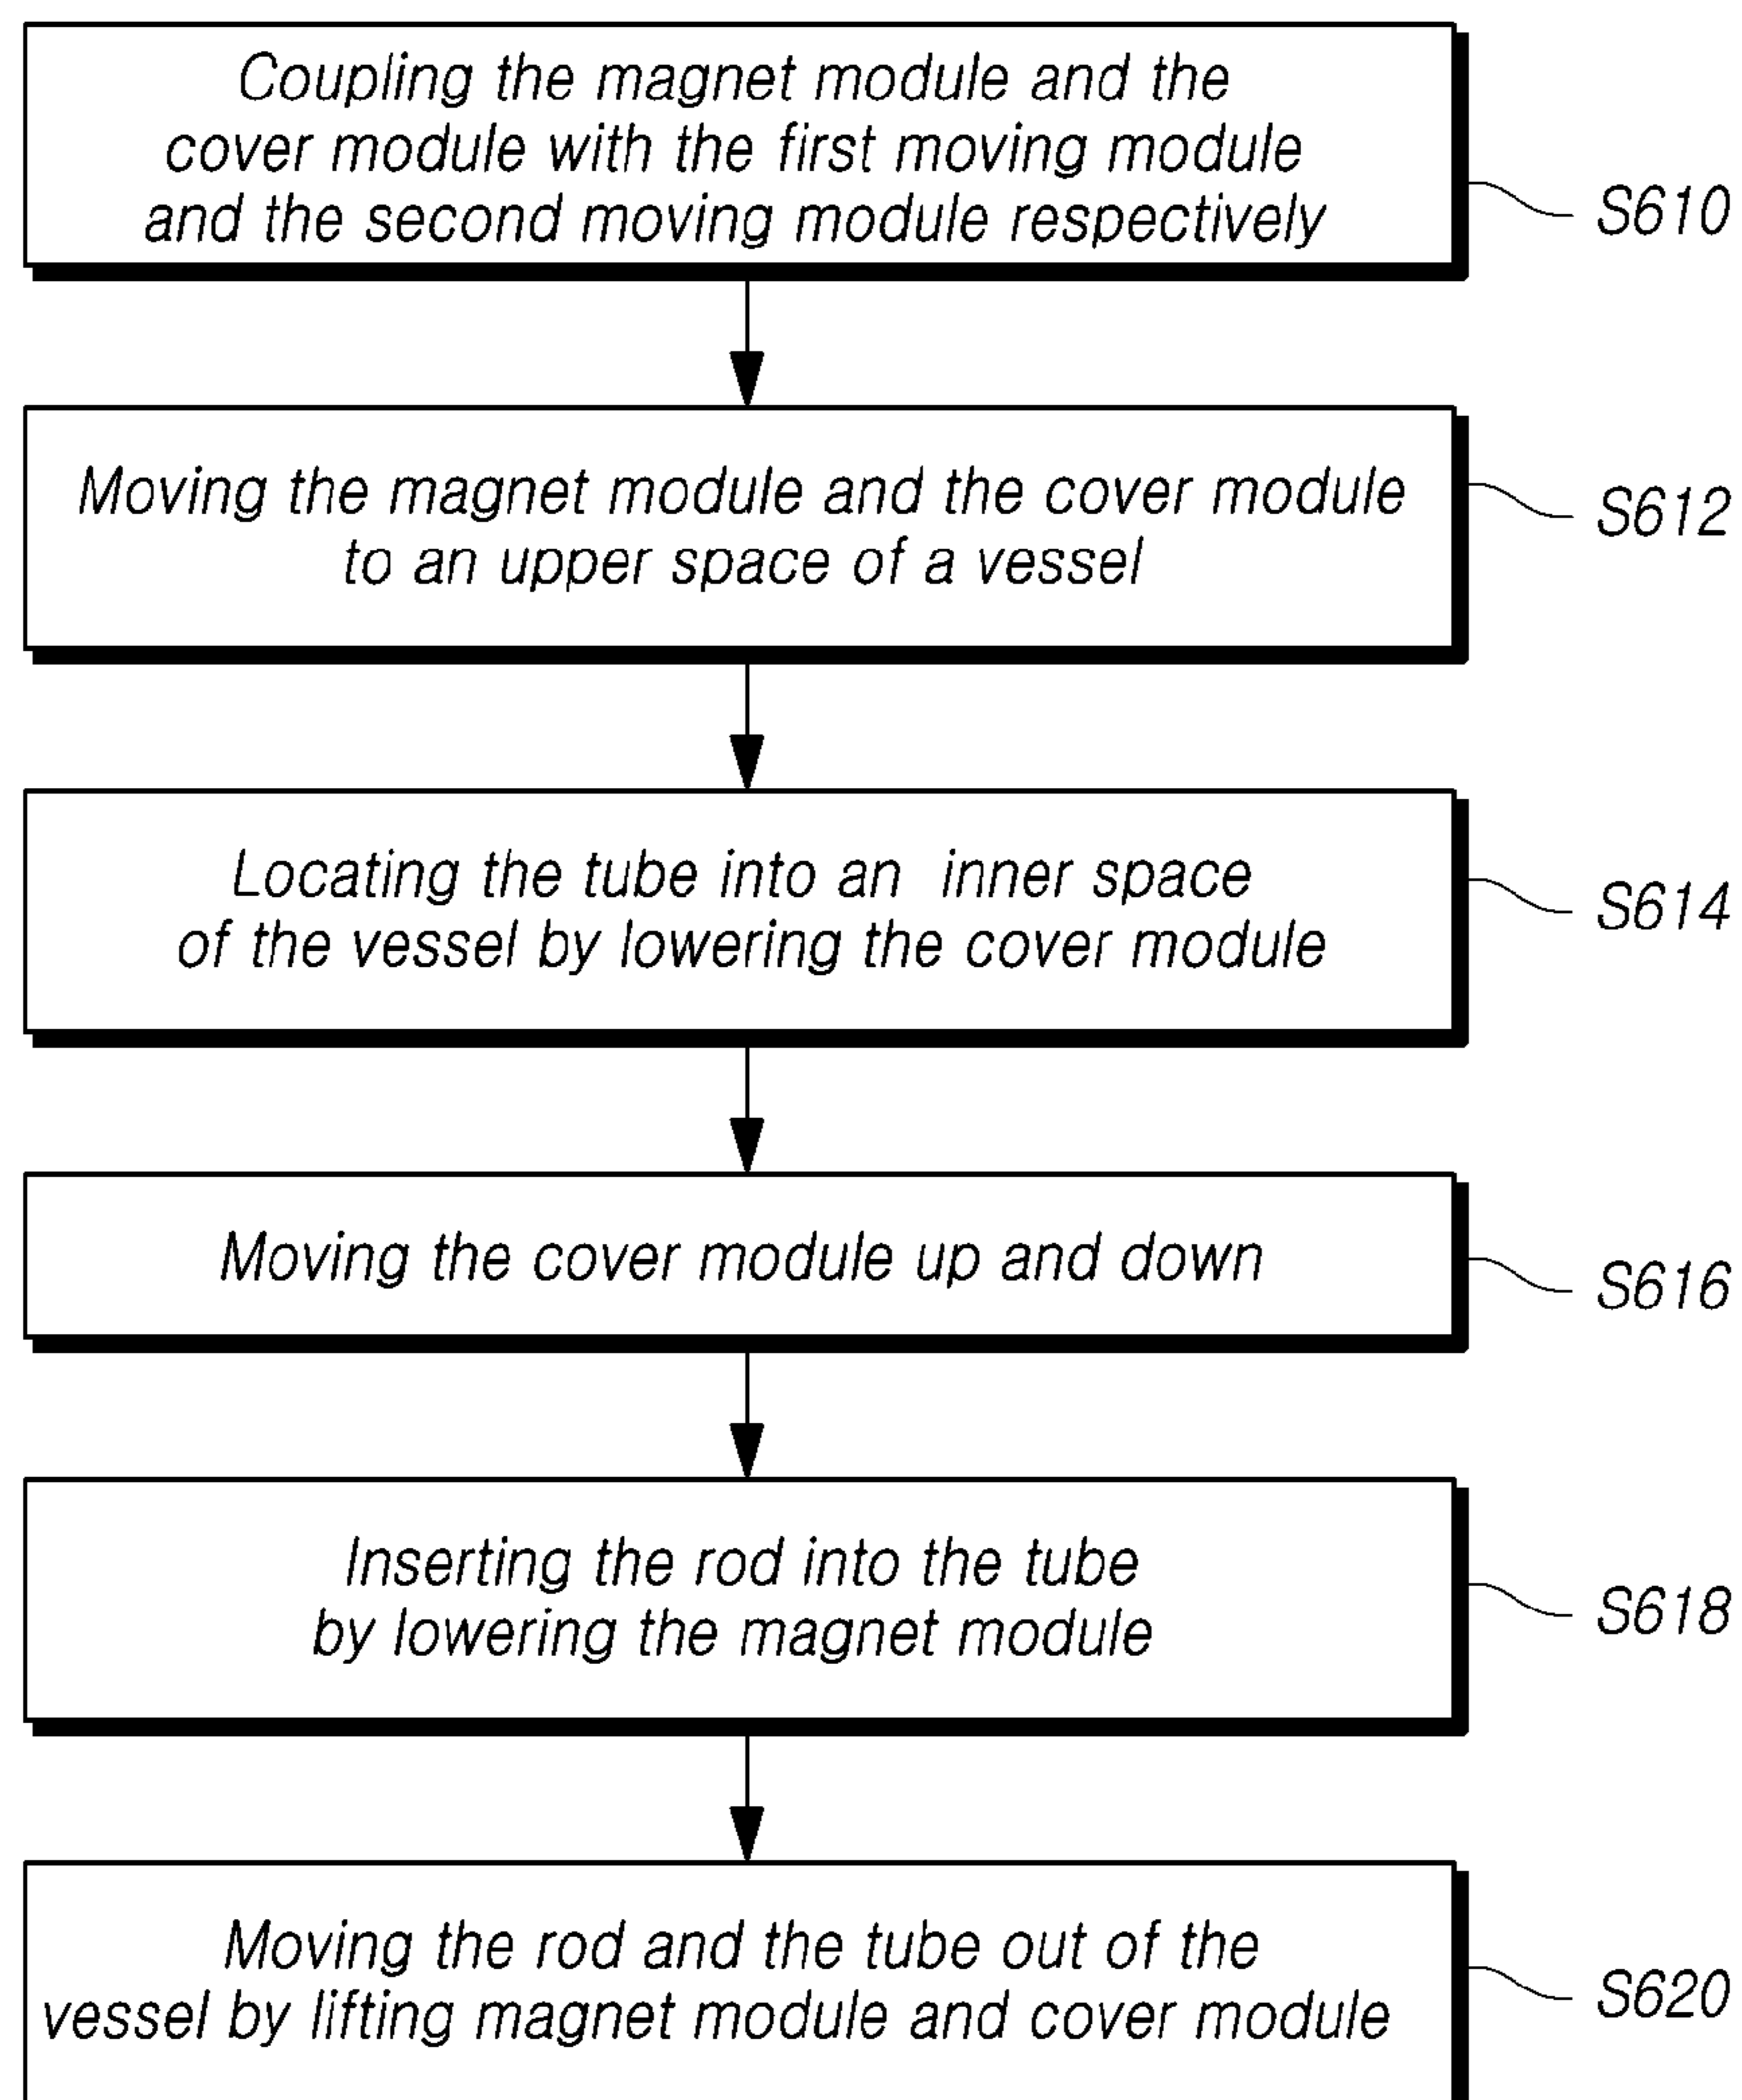 Coupling the magnet module and the
cover module with the first moving module
and the second moving module respectively
S610
Moving the magnet module and the cover module
to an upper space of a vessel
S612
Locating the tube into an inner space
of the vessel by lowering the cover module
S614
Moving the cover module up and down
S616
Inserting the rod into the tube
by lowering the magnet module
S618
Moving the rod and the tube out of the
vessel by lifting magnet module and cover module
S620